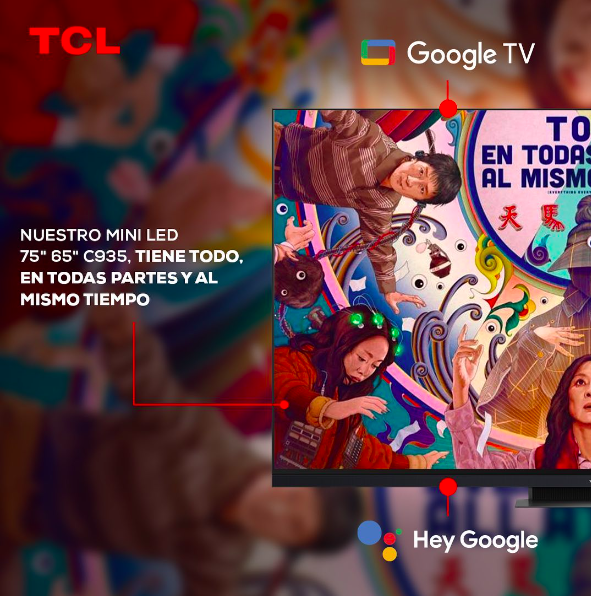 TCL
Google TV
TO
EN TODAS
AL MISMO
天 馬
NUESTRO MINI LED
75" 65" C935, TIENE TODO,
EN TODAS PARTES Y AL
MISMO TIEMPO
Hey Google